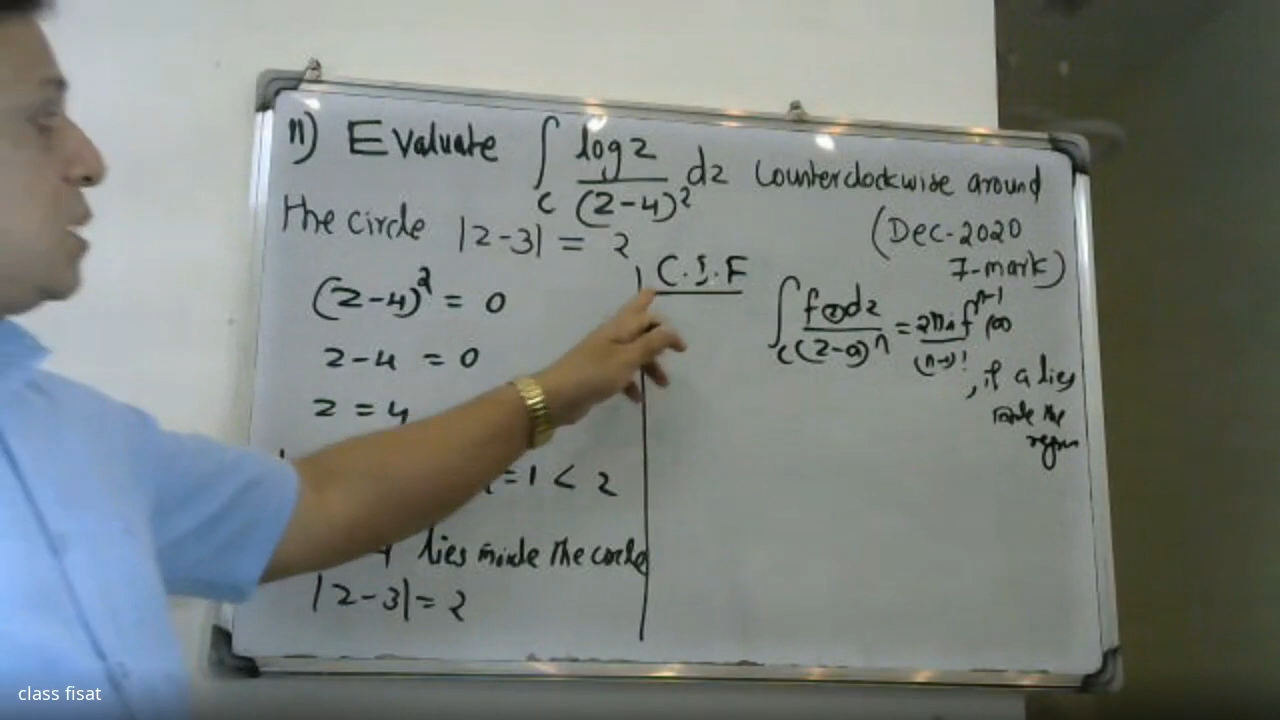 11) Evaluate ∫_C log z / (z-4)² dz Counterclockwise around
the circle |z-3| = 2
(Dec-2020
7-mark)
(z-4)² = 0
z-4 = 0
z = 4
=1 < 2
lies inside the circle
|z-3| = 2
C.I.F
∫_C f(z)dz / (z-a)ⁿ = 2πi / (n-1)! fⁿ⁻¹(a)
, if a lies
inside the
region
class fisat